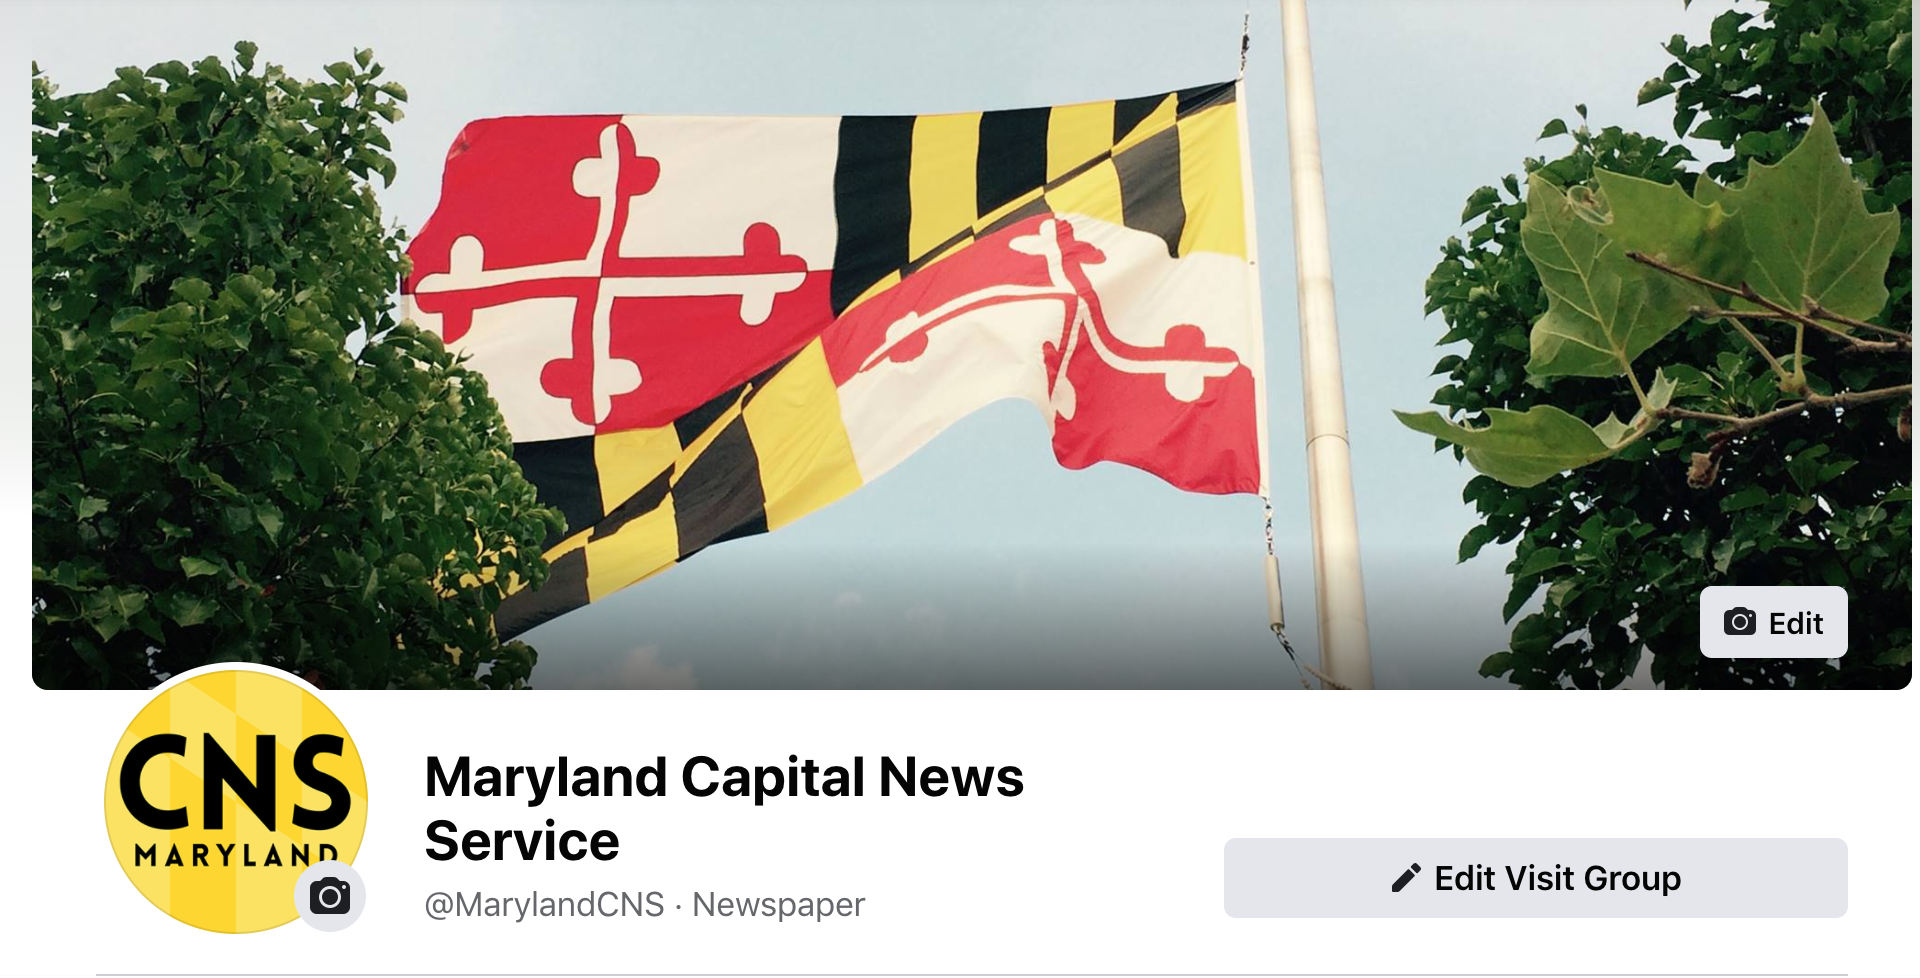 Edit
CNS
MARYLAND
Maryland Capital News
Service
@MarylandCNS · Newspaper
Edit Visit Group